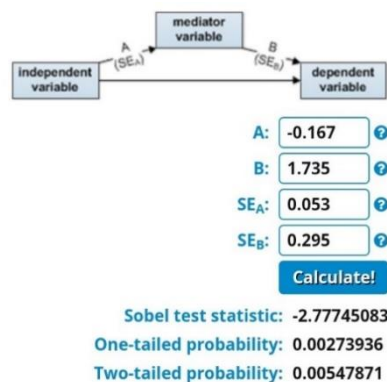 mediator
variable
A
(SEA)
B
(SEB)
independent
variable
dependent
variable
A: -0.167 ?
B: 1.735 ?
SEA: 0.053 ?
SEB: 0.295 ?
Calculate!
Sobel test statistic: -2.77745083
One-tailed probability: 0.00273936
Two-tailed probability: 0.00547871